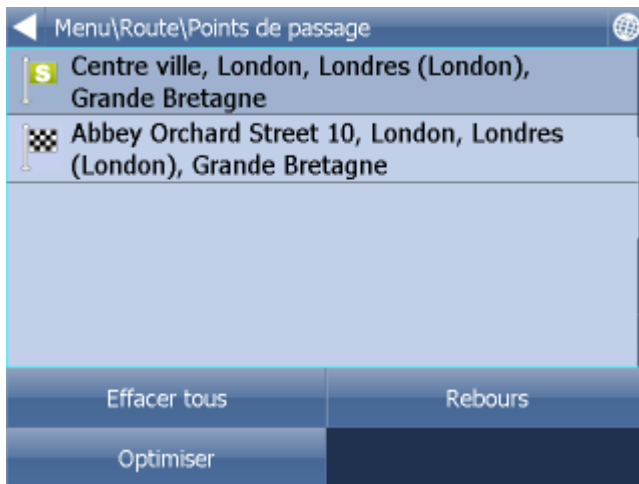 Menu\Route\Points de passage
S
Centre ville, London, Londres (London),
Grande Bretagne
Abbey Orchard Street 10, London, Londres
(London), Grande Bretagne
Effacer tous
Rebours
Optimiser